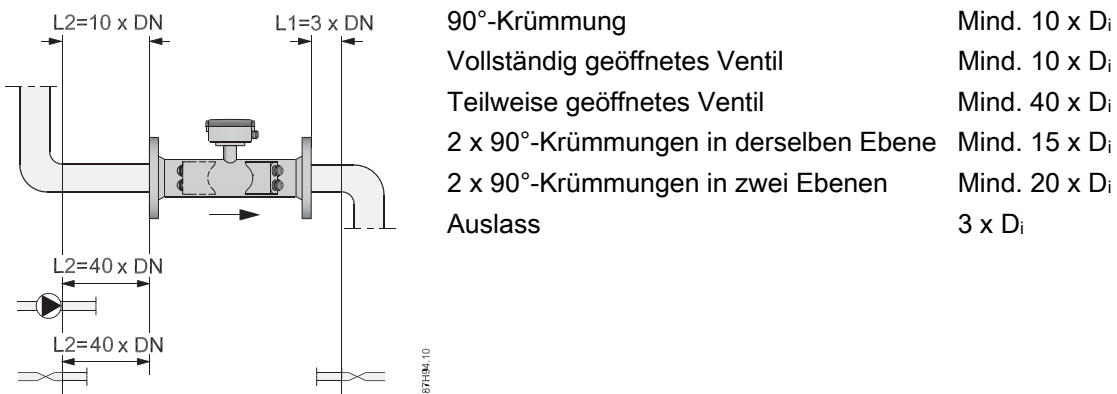 L2=10 x DN
L1=3 x DN
L2=40 x DN
L2=40 x DN
87H94.10
90°-Krümmung Mind. 10 x Di
Vollständig geöffnetes Ventil Mind. 10 x Di
Teilweise geöffnetes Ventil Mind. 40 x Di
2 x 90°-Krümmungen in derselben Ebene Mind. 15 x Di
2 x 90°-Krümmungen in zwei Ebenen Mind. 20 x Di
Auslass 3 x Di